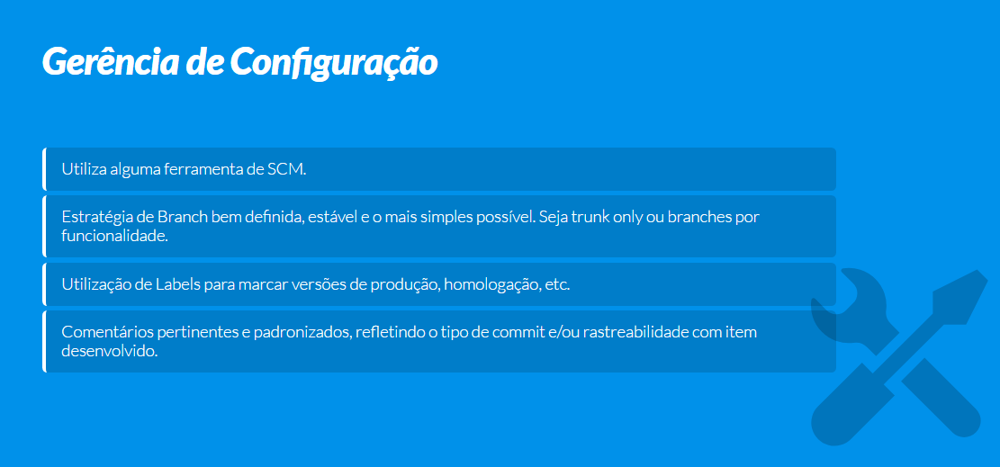 Gerência de Configuração
Utiliza alguma ferramenta de SCM.
Estratégia de Branch bem definida, estável e o mais simples possível. Seja trunk only ou branches por
funcionalidade.
Utilização de Labels para marcar versões de produção, homologação, etc.
Comentários pertinentes e padronizados, refletindo o tipo de commit e/ou rastreabilidade com item
desenvolvido.